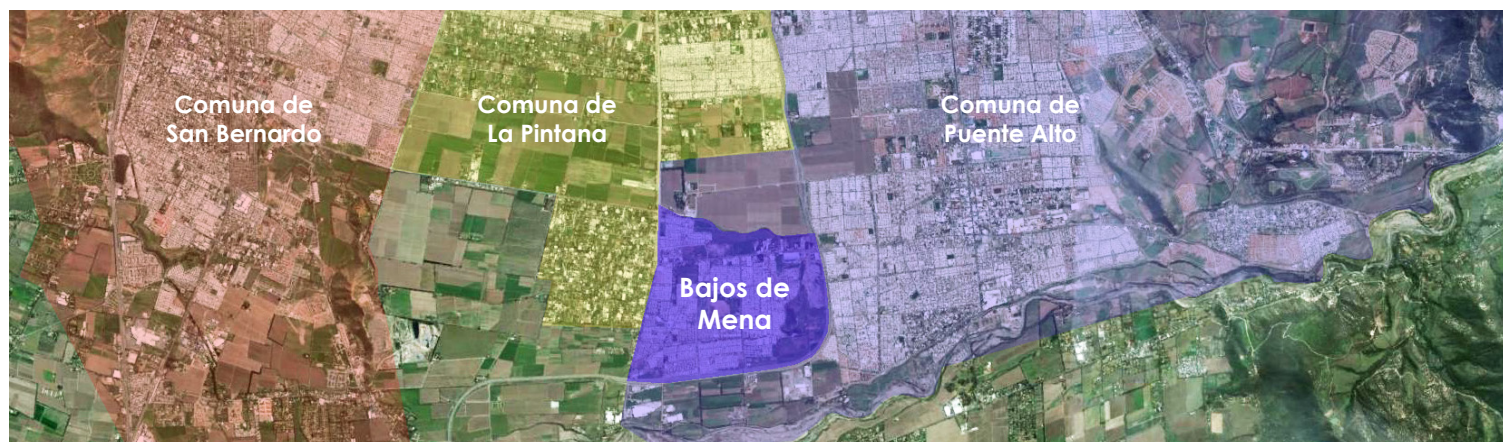 Comuna de
San Bernardo
Comuna de
La Pintana
Comuna de
Puente Alto
Bajos de
Mena